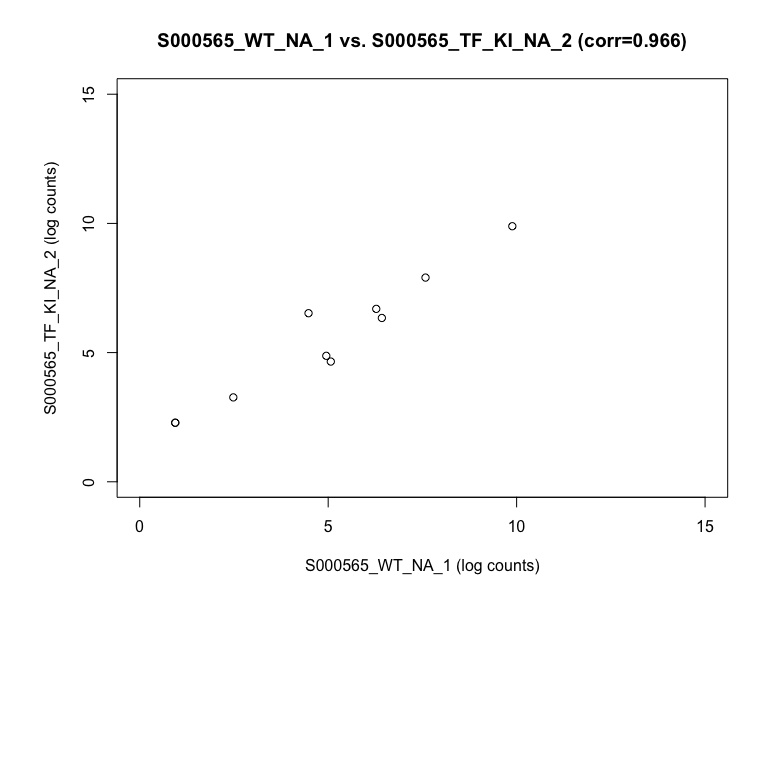 S000565_WT_NA_1 vs. S000565_TF_KI_NA_2 (corr=0.966)
15
10
5
0
S000565_TF_KI_NA_2 (log counts)
0 5 10 15
S000565_WT_NA_1 (log counts)